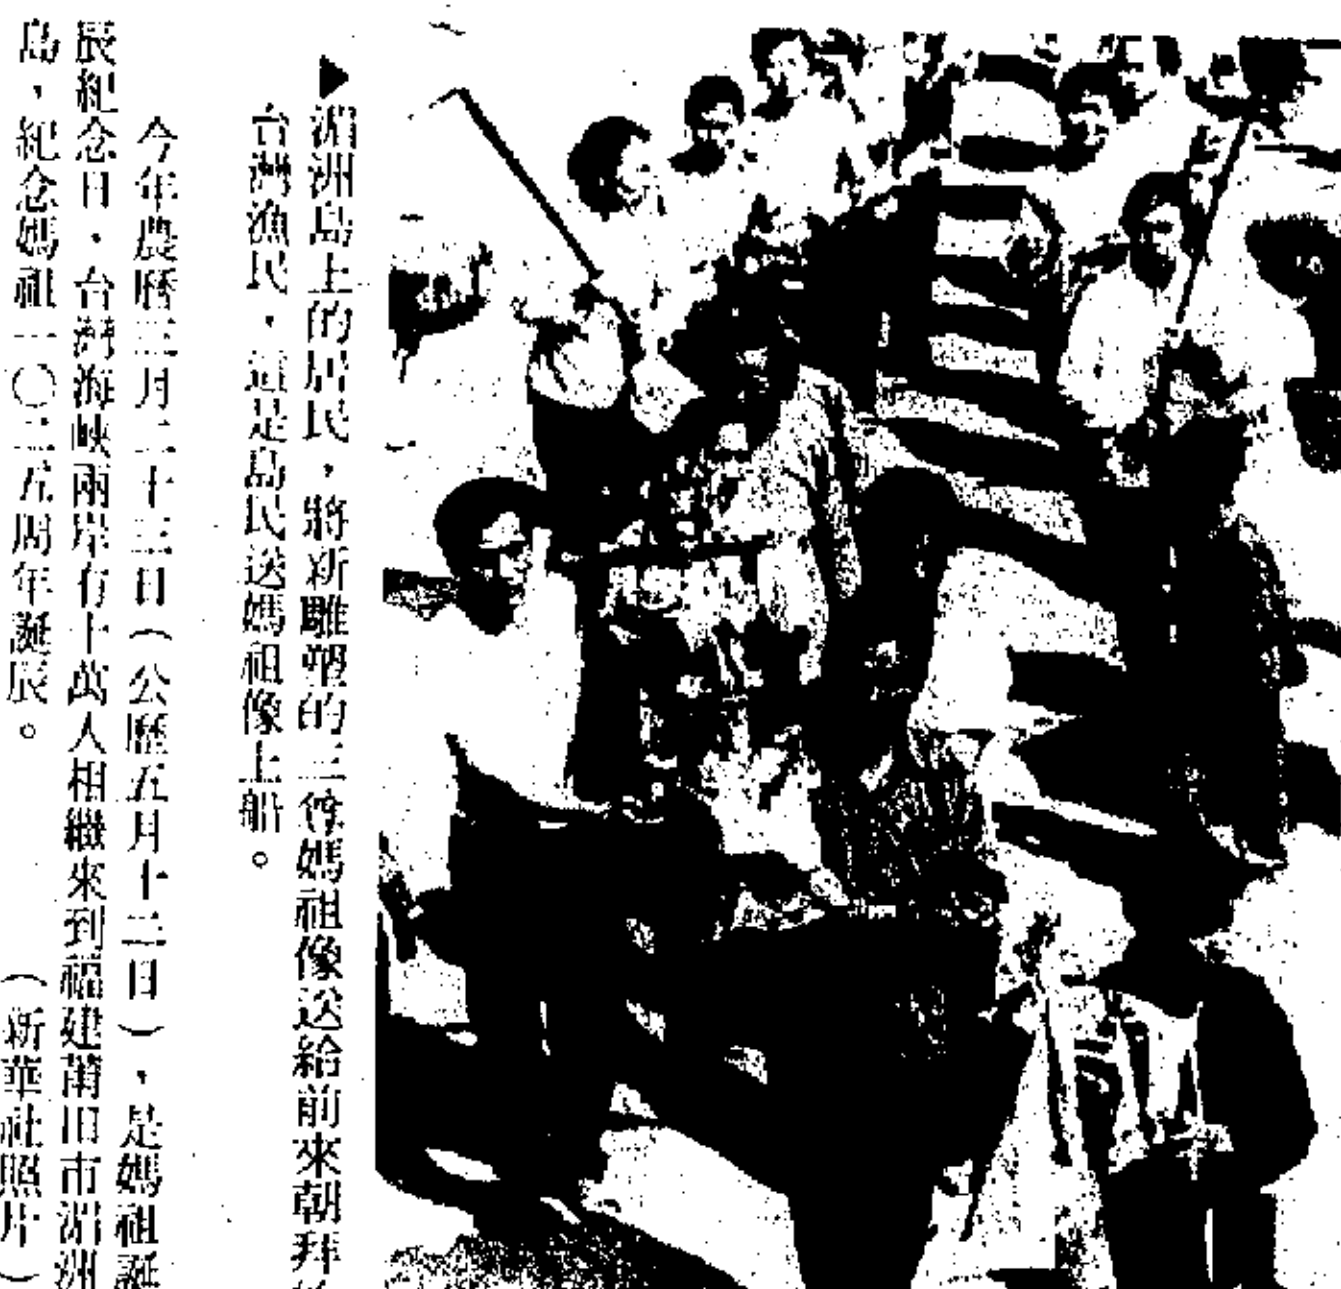 ▶湄洲島上的居民，將新雕塑的三尊媽祖像送給前來朝拜
台灣漁民，這是島民送媽祖像上船。
今年農曆三月二十三日（公歷五月十二日），是媽祖誕
辰紀念日，台灣海峽兩岸有十萬人相繼來到福建莆田市湄洲
島，紀念媽祖一〇二五周年誕辰。
（新華社照片）